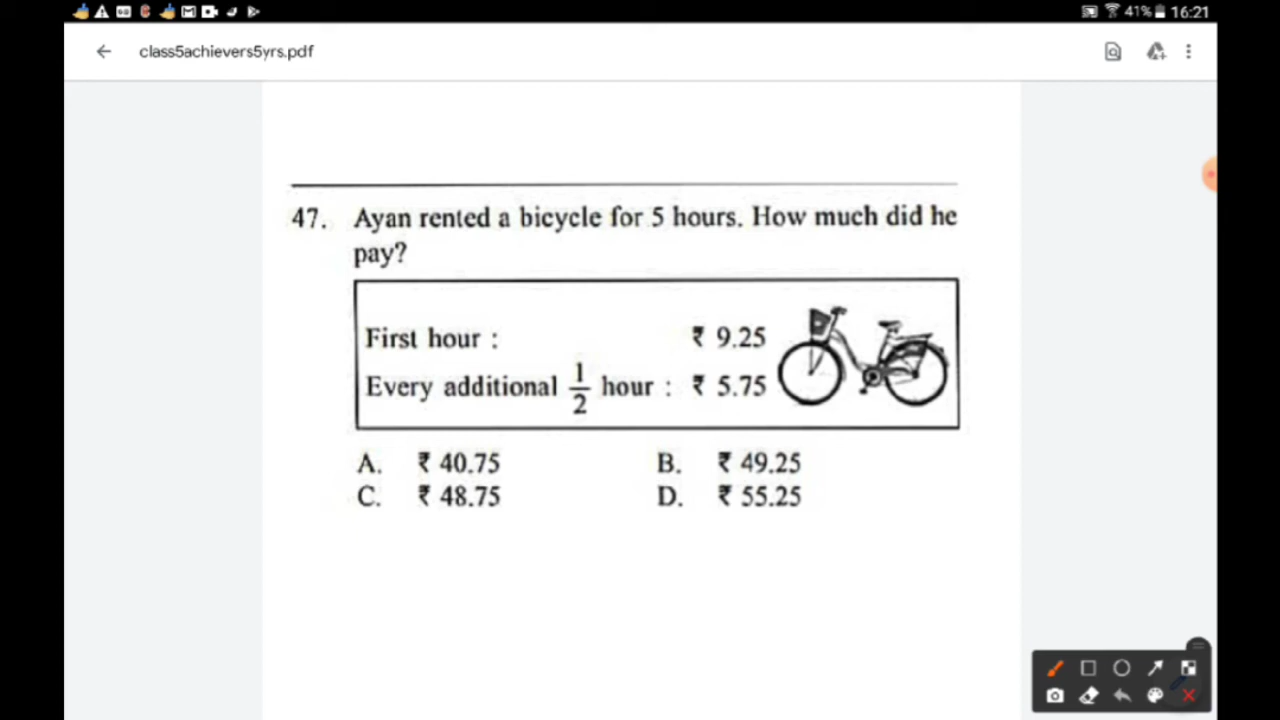 41% 16:21
class5achievers5yrs.pdf
47. Ayan rented a bicycle for 5 hours. How much did he
pay?
First hour : ₹ 9.25
Every additional 1/2 hour : ₹ 5.75
A. ₹ 40.75 B. ₹ 49.25
C. ₹ 48.75 D. ₹ 55.25